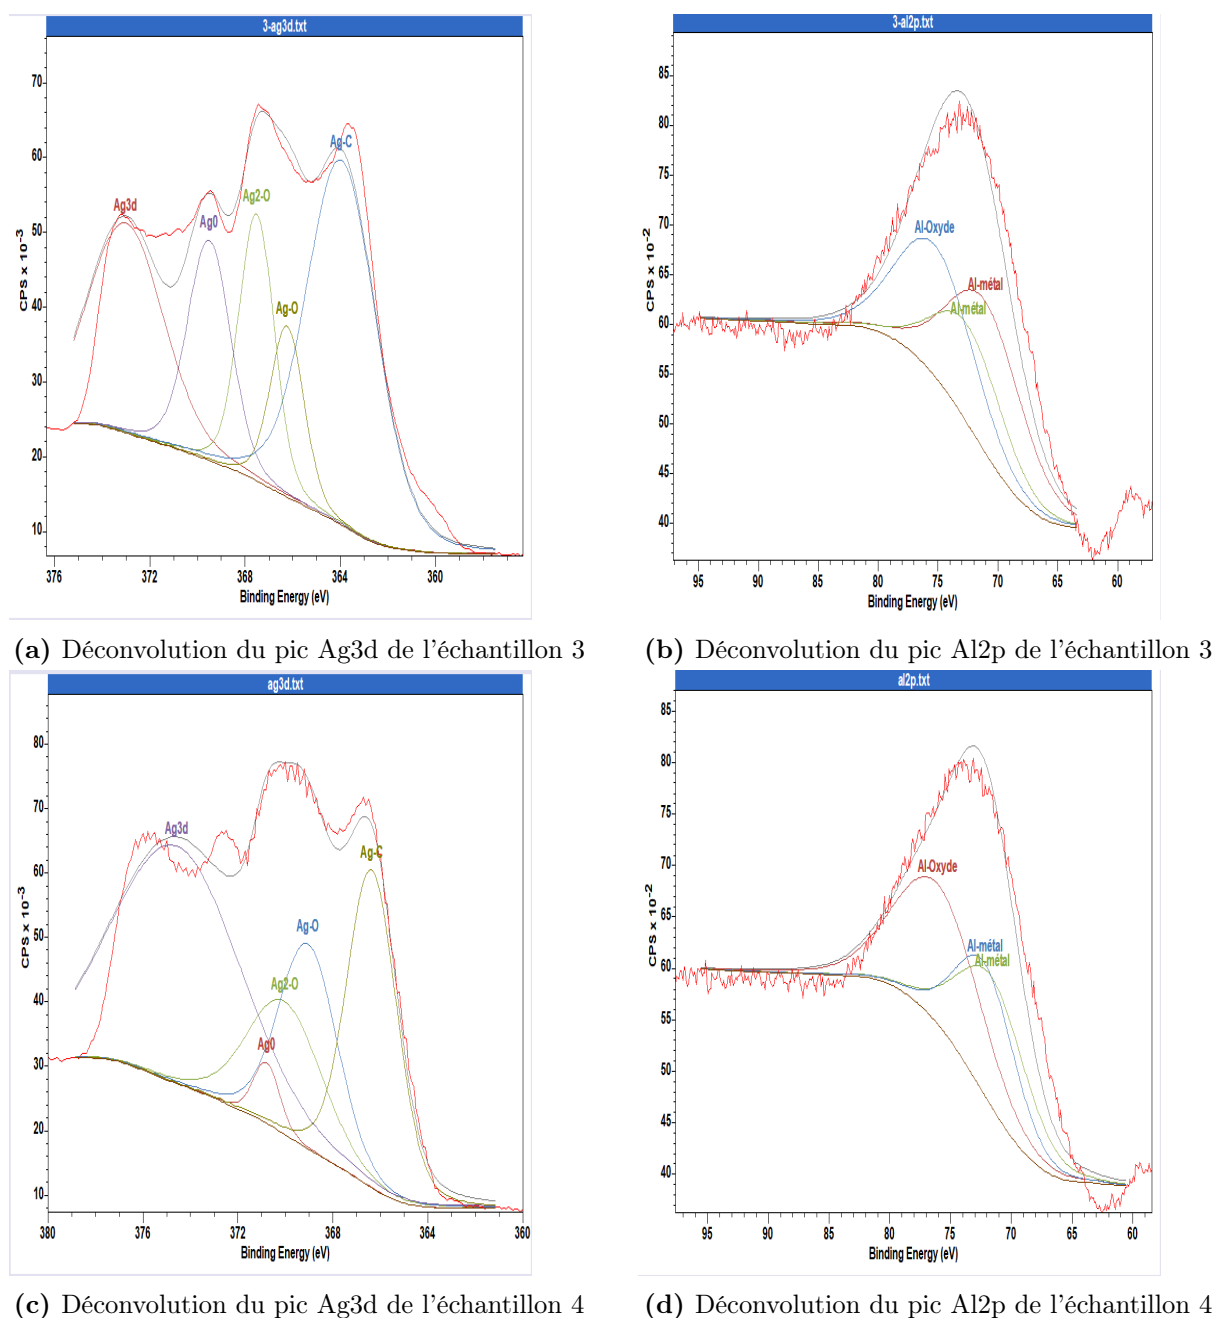 3-ag3d.txt
70
60
50
40
30
20
10
CPS x 10⁻³
Ag3d
Ag0
Ag2-O
Ag-O
Ag-C
376 372 368 364 360
Binding Energy (eV)
(a) Déconvolution du pic Ag3d de l'échantillon 3
3-al2p.txt
85
80
75
70
65
60
55
50
45
40
CPS x 10⁻²
Al-Oxyde
Al-métal
Al-métal
95 90 85 80 75 70 65 60
Binding Energy (eV)
(b) Déconvolution du pic Al2p de l'échantillon 3
ag3d.txt
80
70
60
50
40
30
20
10
CPS x 10⁻³
Ag3d
Ag-C
Ag-O
Ag2-O
Ag0
380 376 372 368 364 360
Binding Energy (eV)
(c) Déconvolution du pic Ag3d de l'échantillon 4
al2p.txt
85
80
75
70
65
60
55
50
45
40
CPS x 10⁻²
Al-Oxyde
Al-métal
Al-métal
95 90 85 80 75 70 65 60
Binding Energy (eV)
(d) Déconvolution du pic Al2p de l'échantillon 4